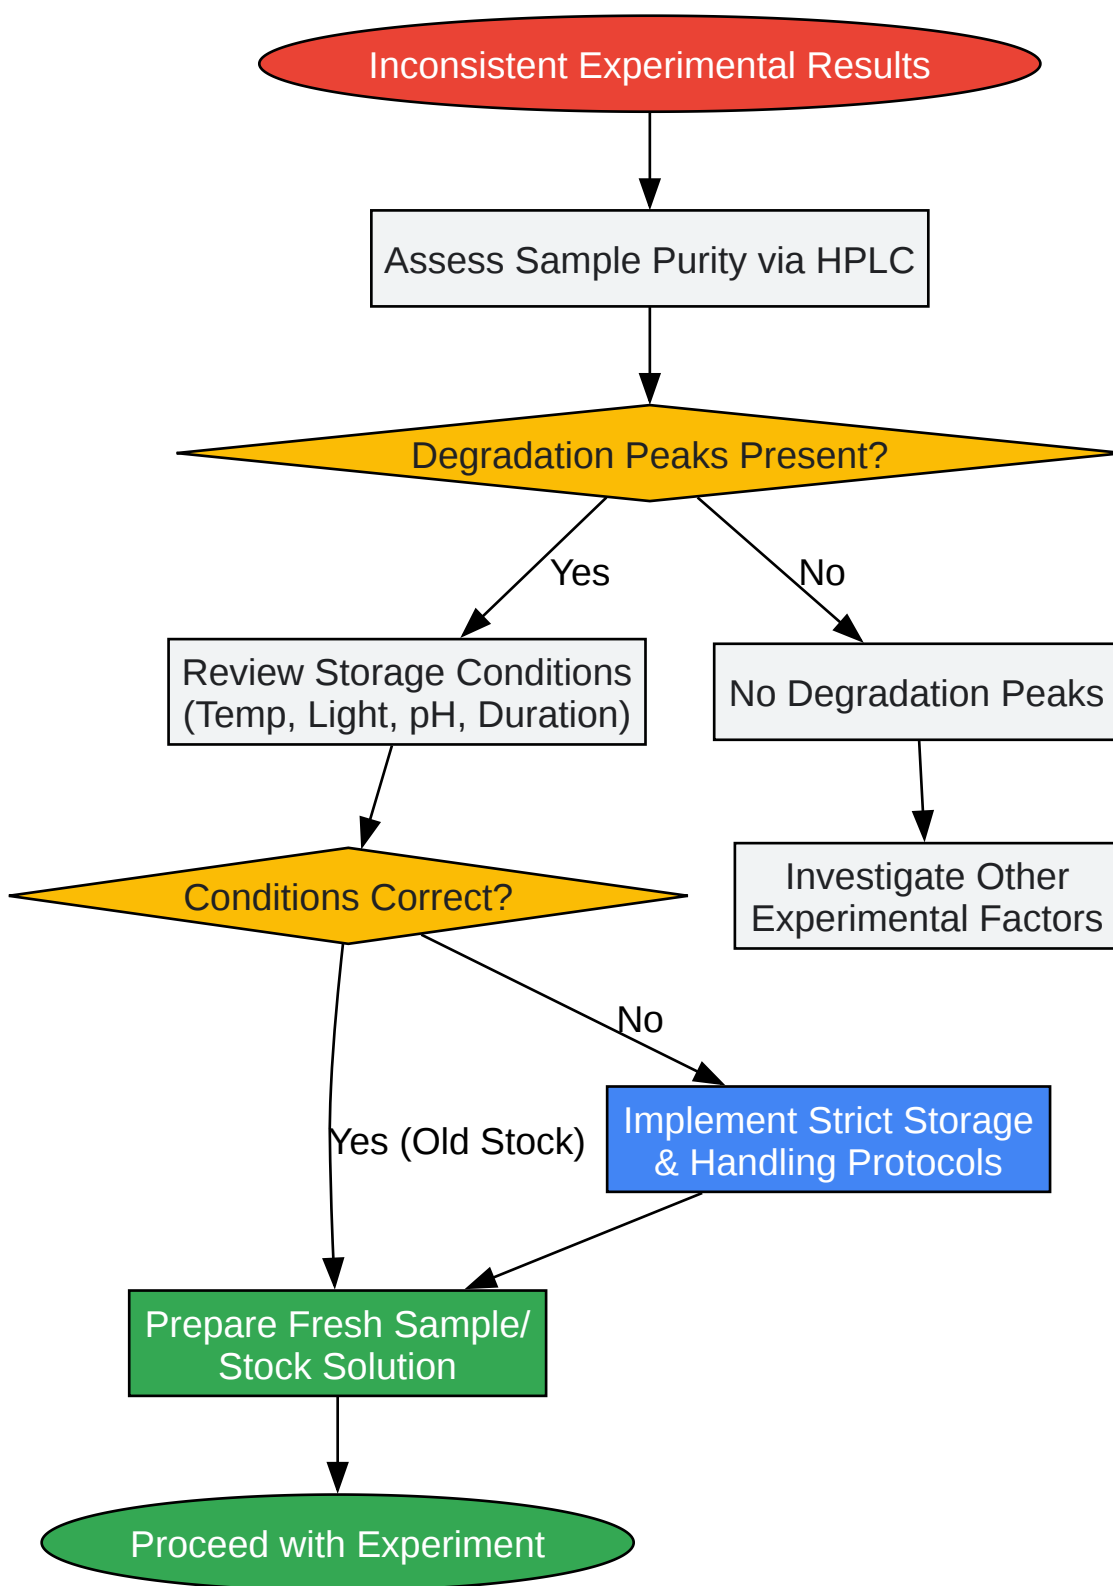 Inconsistent Experimental Results
Assess Sample Purity via HPLC
Degradation Peaks Present?
Yes
No
Review Storage Conditions
(Temp, Light, pH, Duration)
No Degradation Peaks
Conditions Correct?
Investigate Other
Experimental Factors
No
Yes (Old Stock)
Implement Strict Storage
& Handling Protocols
Prepare Fresh Sample/
Stock Solution
Proceed with Experiment